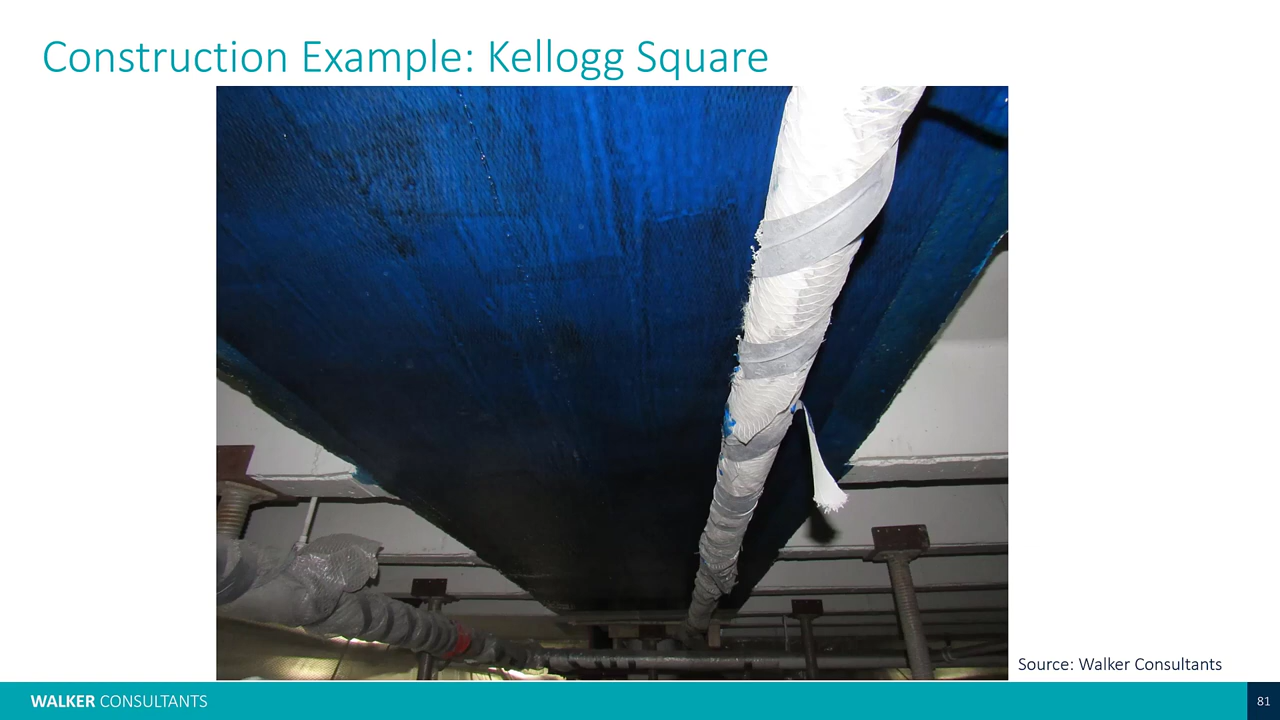 Construction Example: Kellogg Square
Source: Walker Consultants
WALKER CONSULTANTS
81